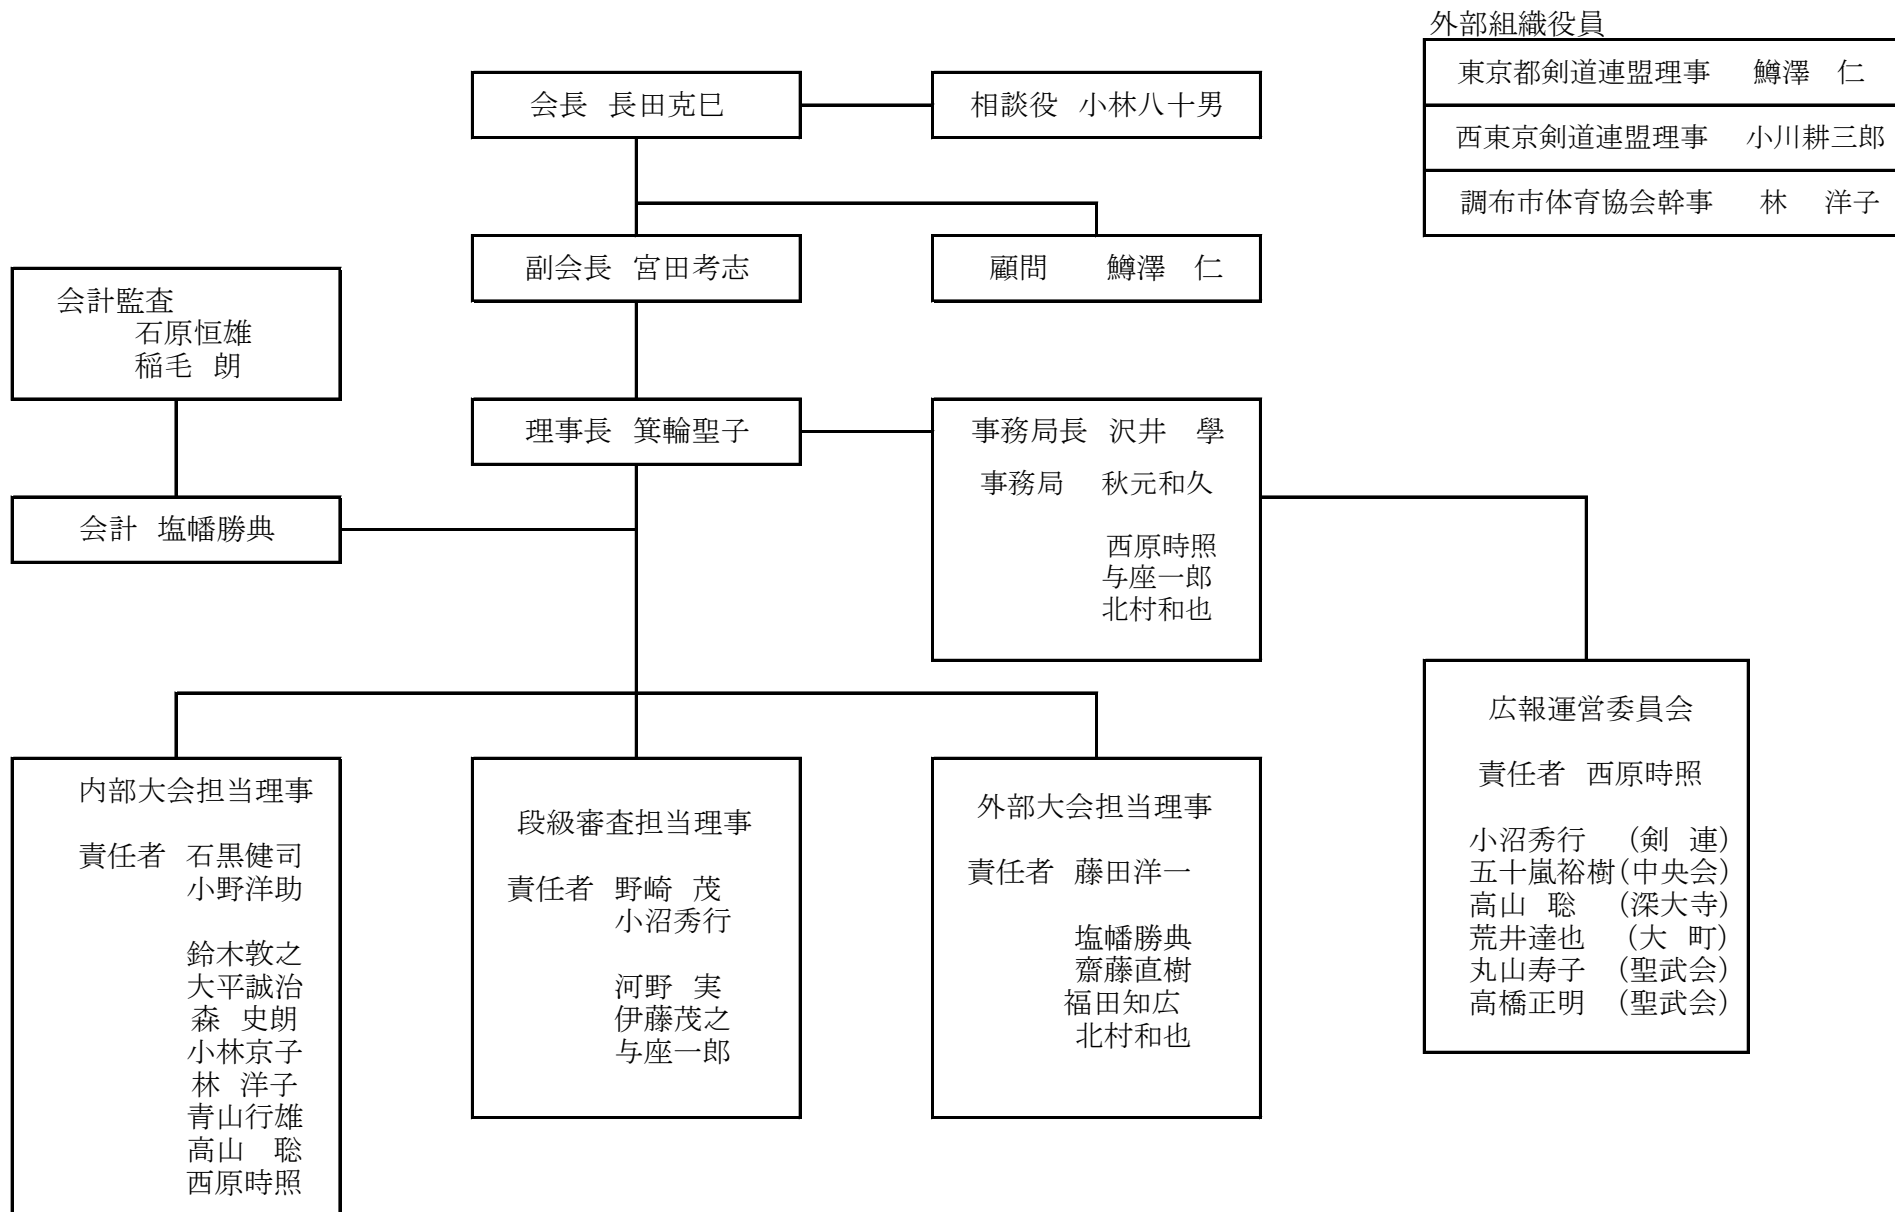 外部組織役員
東京都剣道連盟理事 鱒澤 仁
西東京剣道連盟理事 小川耕三郎
調布市体育協会幹事 林 洋子
会長 長田克巳
相談役 小林八十男
副会長 宮田考志
顧問 鱒澤 仁
会計監査
石原恒雄
稲毛 朗
理事長 箕輪聖子
事務局長 沢井 學
事務局 秋元和久
西原時照
与座一郎
北村和也
会計 塩幡勝典
内部大会担当理事
責任者 石黒健司
小野洋助
鈴木敦之
大平誠治
森 史朗
小林京子
林 洋子
青山行雄
高山 聡
西原時照
段級審査担当理事
責任者 野崎 茂
小沼秀行
河野 実
伊藤茂之
与座一郎
外部大会担当理事
責任者 藤田洋一
塩幡勝典
齋藤直樹
福田知広
北村和也
広報運営委員会
責任者 西原時照
小沼秀行 (剣 連)
五十嵐裕樹(中央会)
高山 聡 (深大寺)
荒井達也 (大 町)
丸山寿子 (聖武会)
高橋正明 (聖武会)